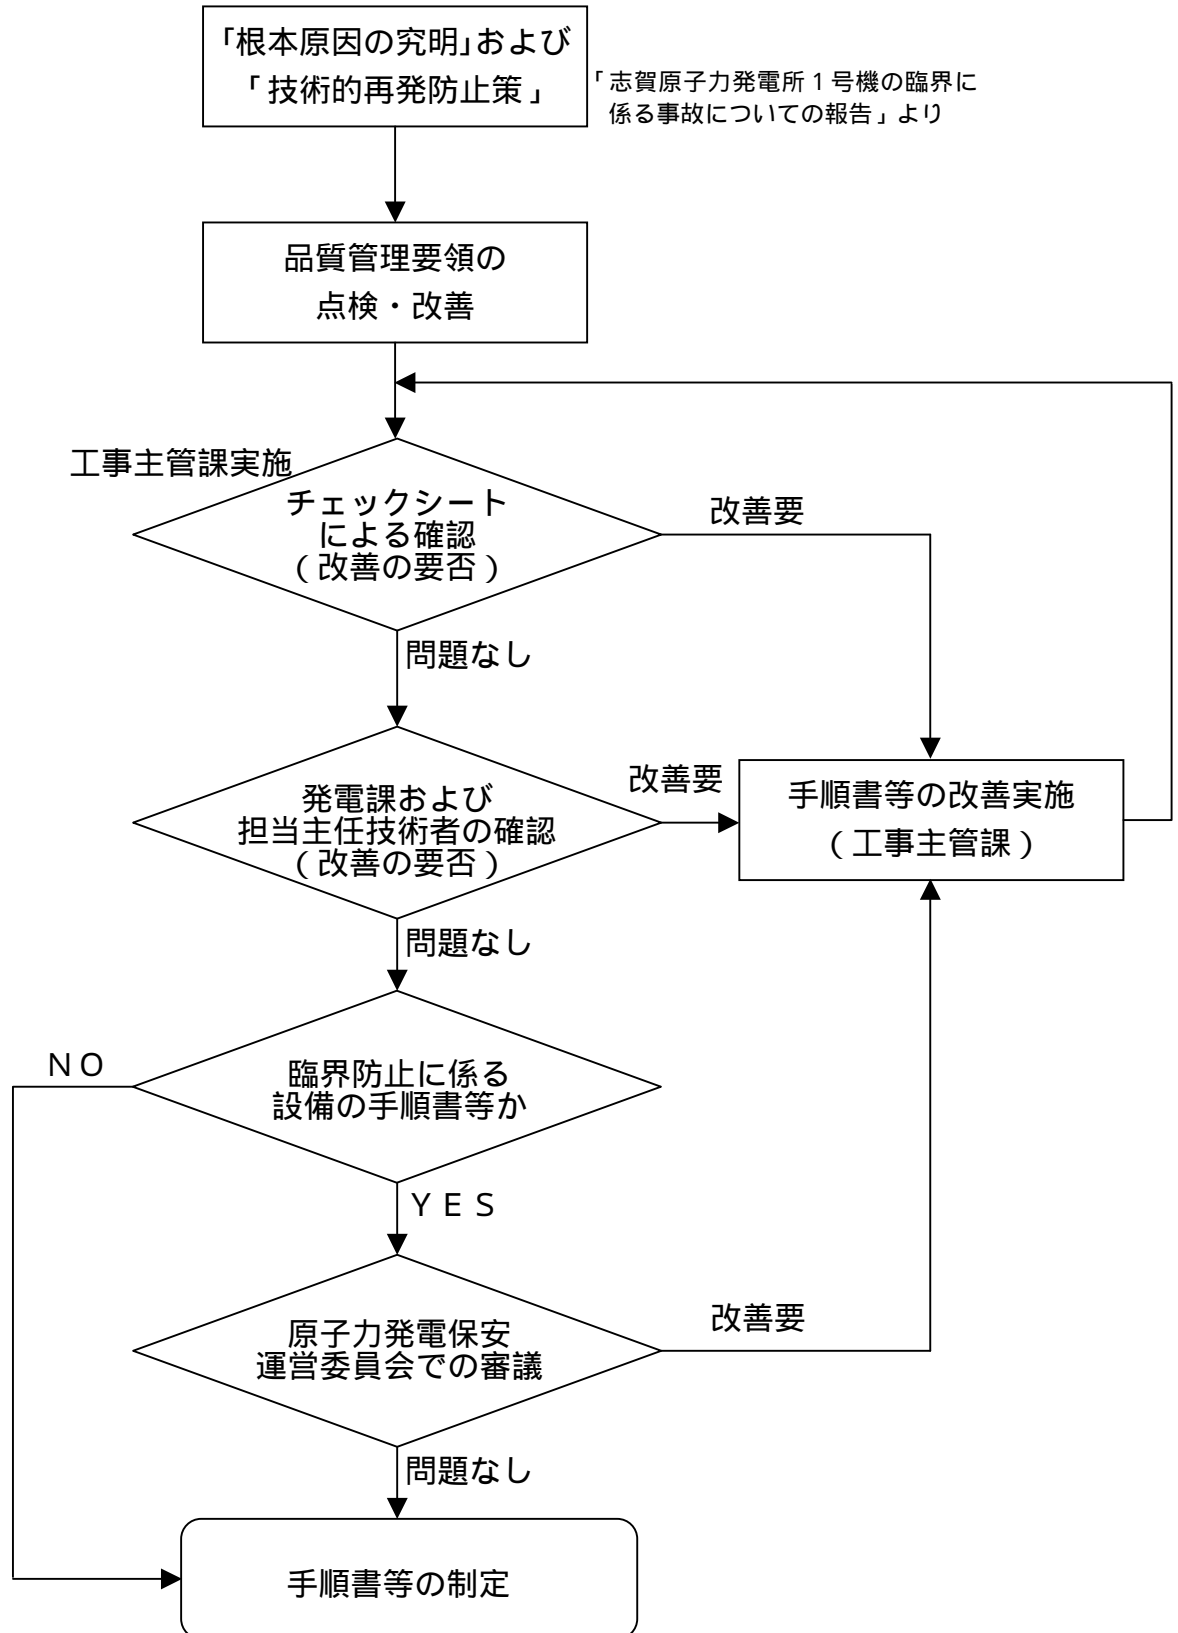 「根本原因の究明」および
「技術的再発防止策」
「志賀原子力発電所１号機の臨界に
係る事故についての報告」より
品質管理要領の
点検・改善
工事主管課実施
チェックシート
による確認
（改善の要否）
改善要
問題なし
発電課および
担当主任技術者の確認
（改善の要否）
改善要
手順書等の改善実施
（工事主管課）
問題なし
ＮＯ
臨界防止に係る
設備の手順書等か
ＹＥＳ
原子力発電保安
運営委員会での審議
改善要
問題なし
手順書等の制定